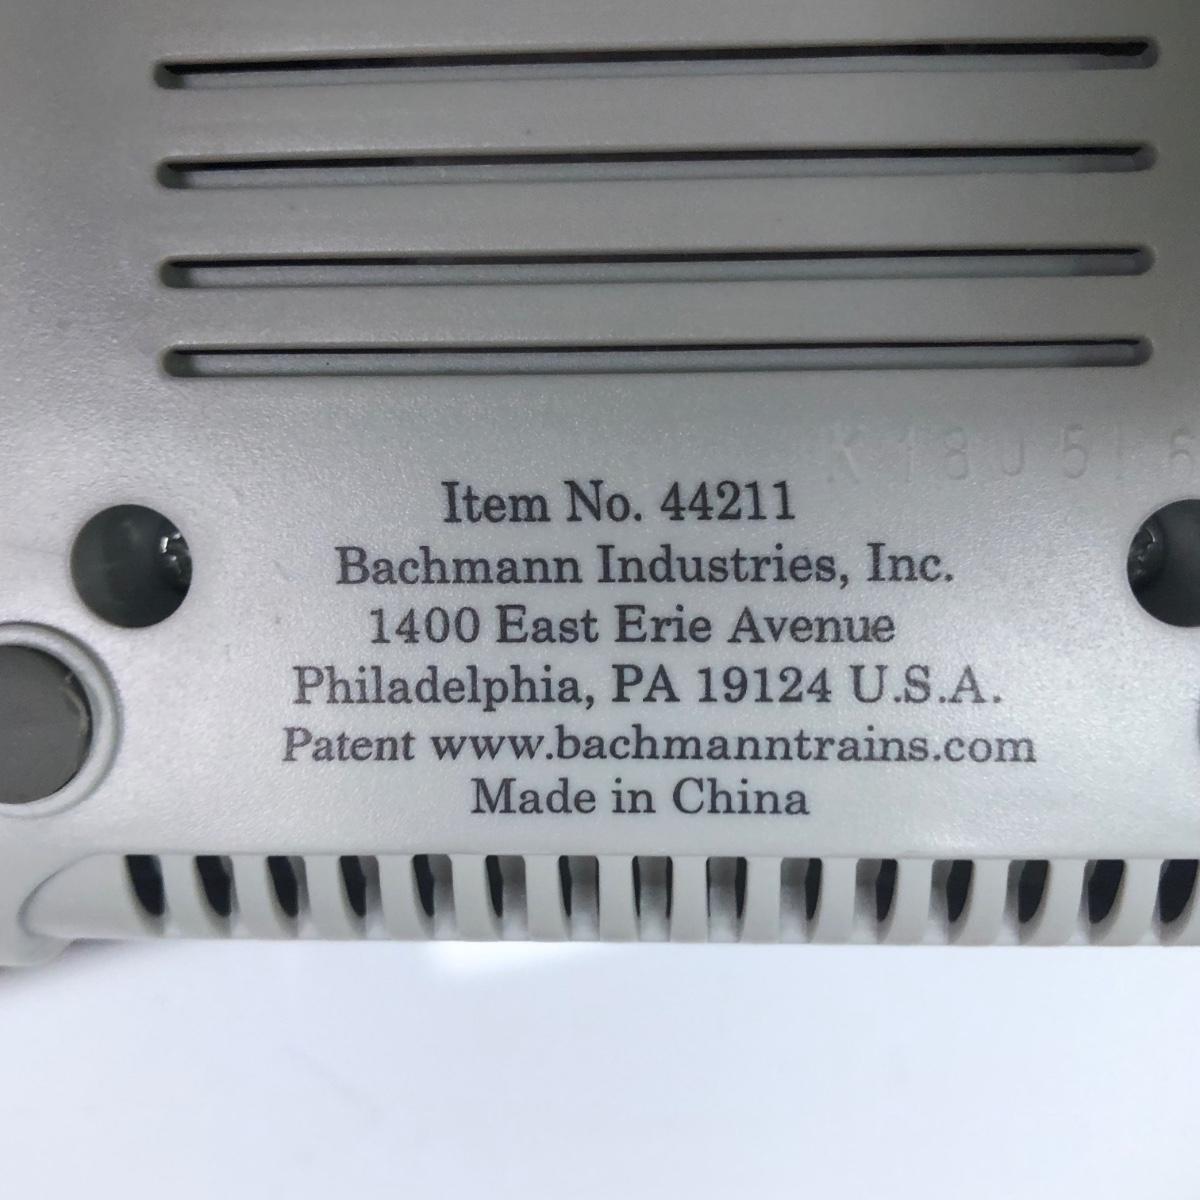 K180516
Item No. 44211
Bachmann Industries, Inc.
1400 East Erie Avenue
Philadelphia, PA 19124 U.S.A.
Patent www.bachmanntrains.com
Made in China